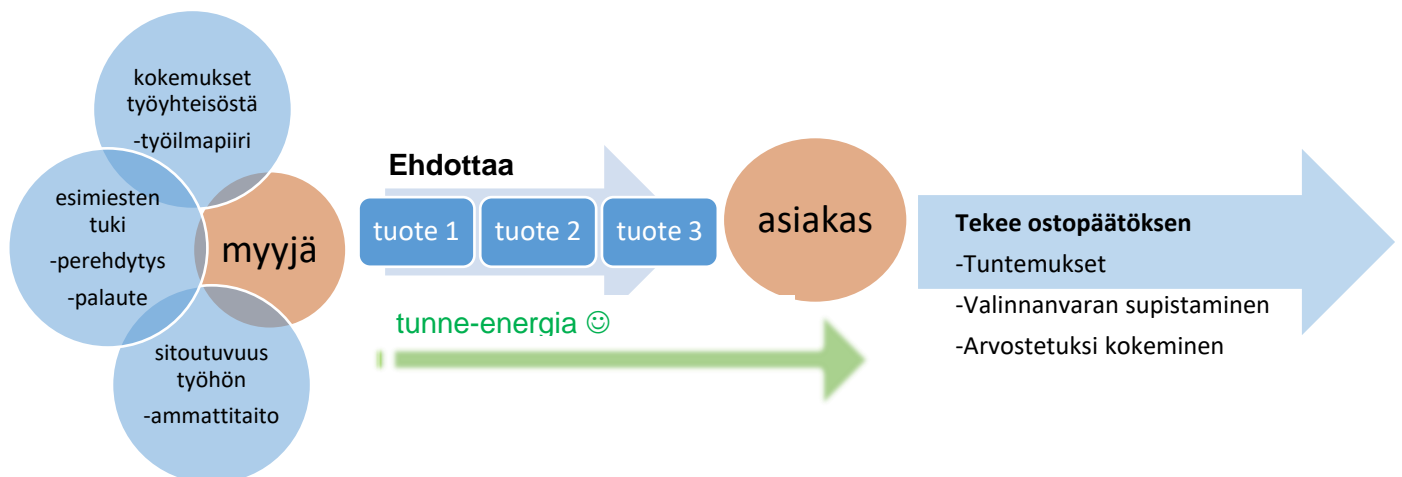 kokemukset
työyhteisöstä
-työilmapiiri
esimiesten
tuki
-perehdytys
-palaute
sitoutuvuus
työhön
-ammattitaito
myyjä
Ehdottaa
tuote 1
tuote 2
tuote 3
tunne-energia ☺
asiakas
Tekee ostopäätöksen
-Tuntemukset
-Valinnanvaran supistaminen
-Arvostetuksi kokeminen